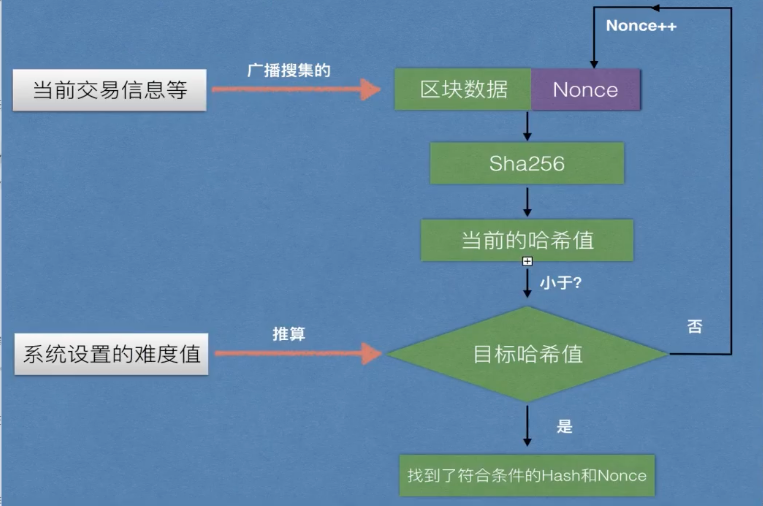 Nonce++
广播搜集的
当前交易信息等
区块数据
Nonce
Sha256
当前的哈希值
小于?
否
推算
系统设置的难度值
目标哈希值
是
找到了符合条件的Hash和Nonce